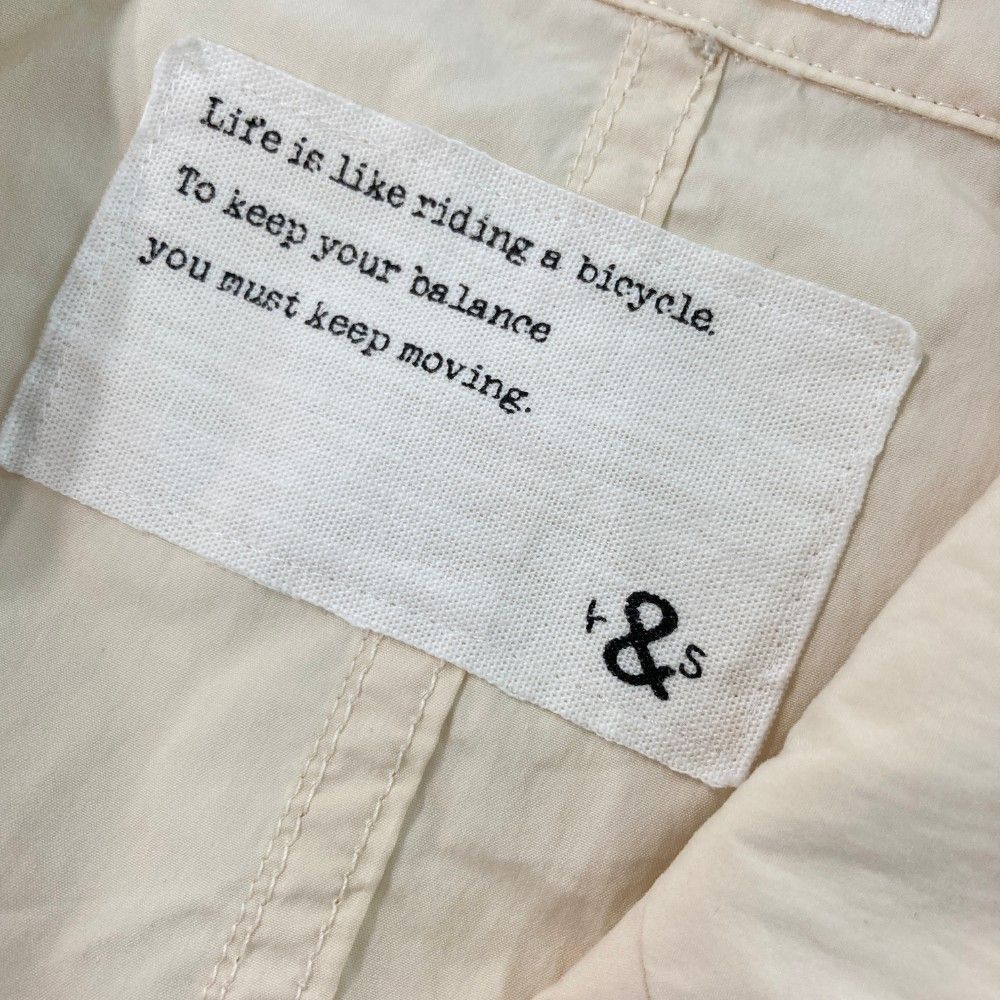 Life is like riding a bicycle.
To keep your balance
you must keep moving.
t&s